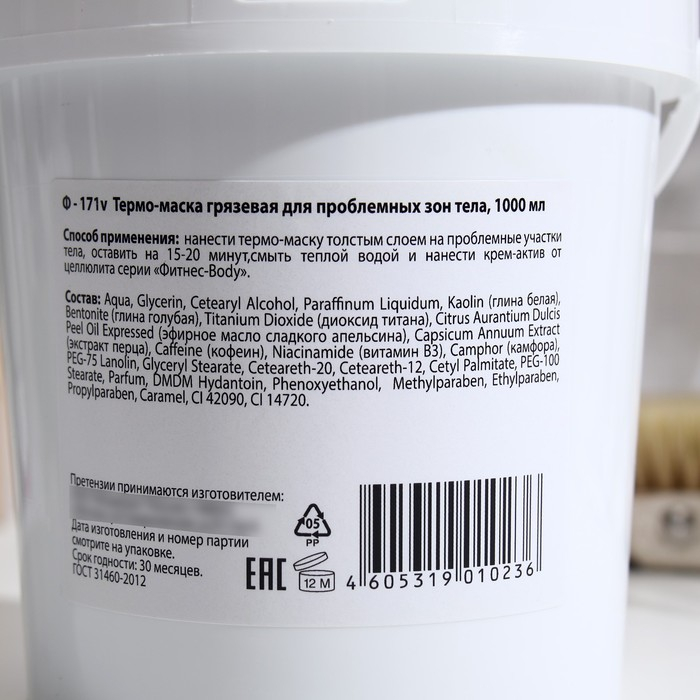 Ф - 171v Термо-маска грязевая для проблемных зон тела, 1000 мл
Способ применения: нанести термо-маску толстым слоем на проблемные участки
тела, оставить на 15-20 минут,смыть теплой водой и нанести крем-актив от
целлюлита серии «Фитнес-Body».
Состав: Aqua, Glycerin, Cetearyl Alcohol, Paraffinum Liquidum, Kaolin (глина белая),
Bentonite (глина голубая), Titanium Dioxide (диоксид титана), Citrus Aurantium Dulcis
Peel Oil Expressed (эфирное масло сладкого апельсина), Capsicum Annuum Extract
(экстракт перца), Caffeine (кофеин), Niacinamide (витамин B3), Camphor (камфора),
PEG-75 Lanolin, Glyceryl Stearate, Ceteareth-20, Ceteareth-12, Cetyl Palmitate, PEG-100
Stearate, Parfum, DMDM Hydantoin, Phenoxyethanol, Methylparaben, Ethylparaben,
Propylparaben, Caramel, CI 42090, CI 14720.
Претензии принимаются изготовителем:
Дата изготовления и номер партии
смотрите на упаковке.
Срок годности: 30 месяцев.
ГОСТ 31460-2012
05
PP
EAC
12 М
4 605319 010236